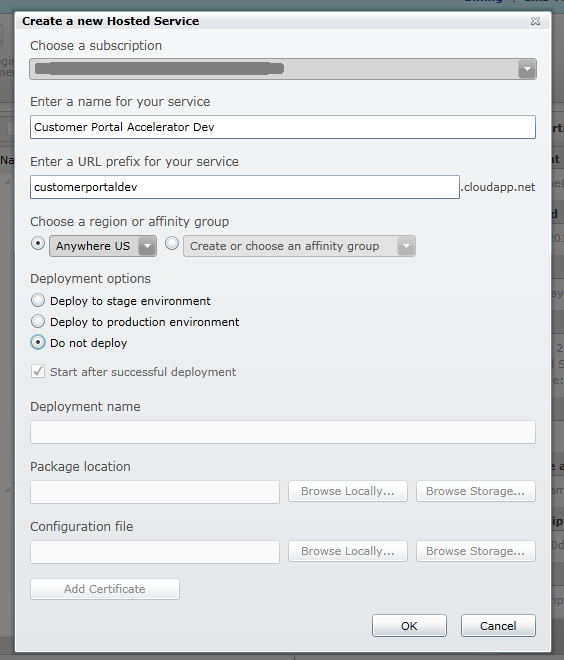 Create a new Hosted Service
Choose a subscription
Enter a name for your service
Customer Portal Accelerator Dev
Enter a URL prefix for your service
customerportaldev .cloudapp.net
Choose a region or affinity group
Anywhere US Create or choose an affinity group
Deployment options
Deploy to stage environment
Deploy to production environment
Do not deploy
Start after successful deployment
Deployment name
Package location
Browse Locally... Browse Storage...
Configuration file
Browse Locally... Browse Storage...
Add Certificate
OK Cancel